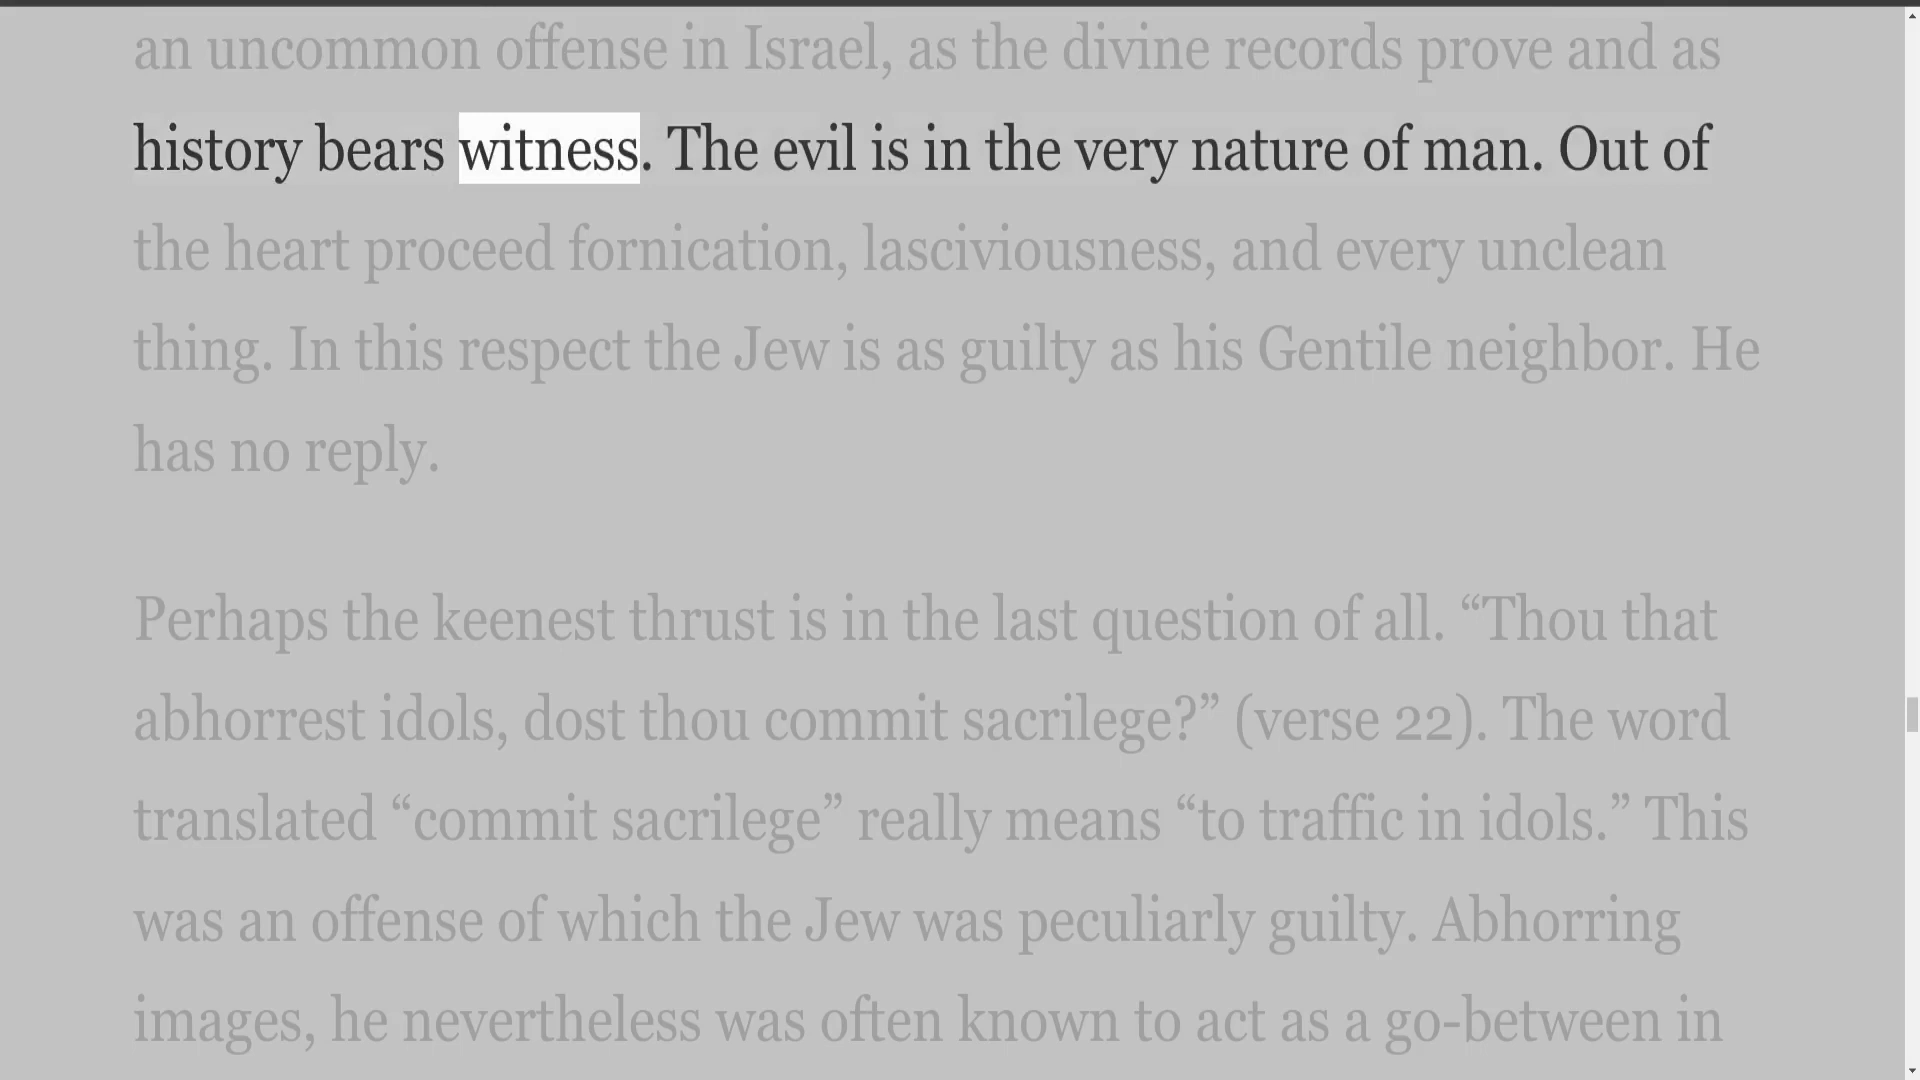 an uncommon offense in Israel, as the divine records prove and as
history bears witness. The evil is in the very nature of man. Out of
the heart proceed fornication, lasciviousness, and every unclean
thing. In this respect the Jew is as guilty as his Gentile neighbor. He
has no reply.
Perhaps the keenest thrust is in the last question of all. “Thou that
abhorrest idols, dost thou commit sacrilege?” (verse 22). The word
translated “commit sacrilege” really means “to traffic in idols.” This
was an offense of which the Jew was peculiarly guilty. Abhorring
images, he nevertheless was often known to act as a go-between in